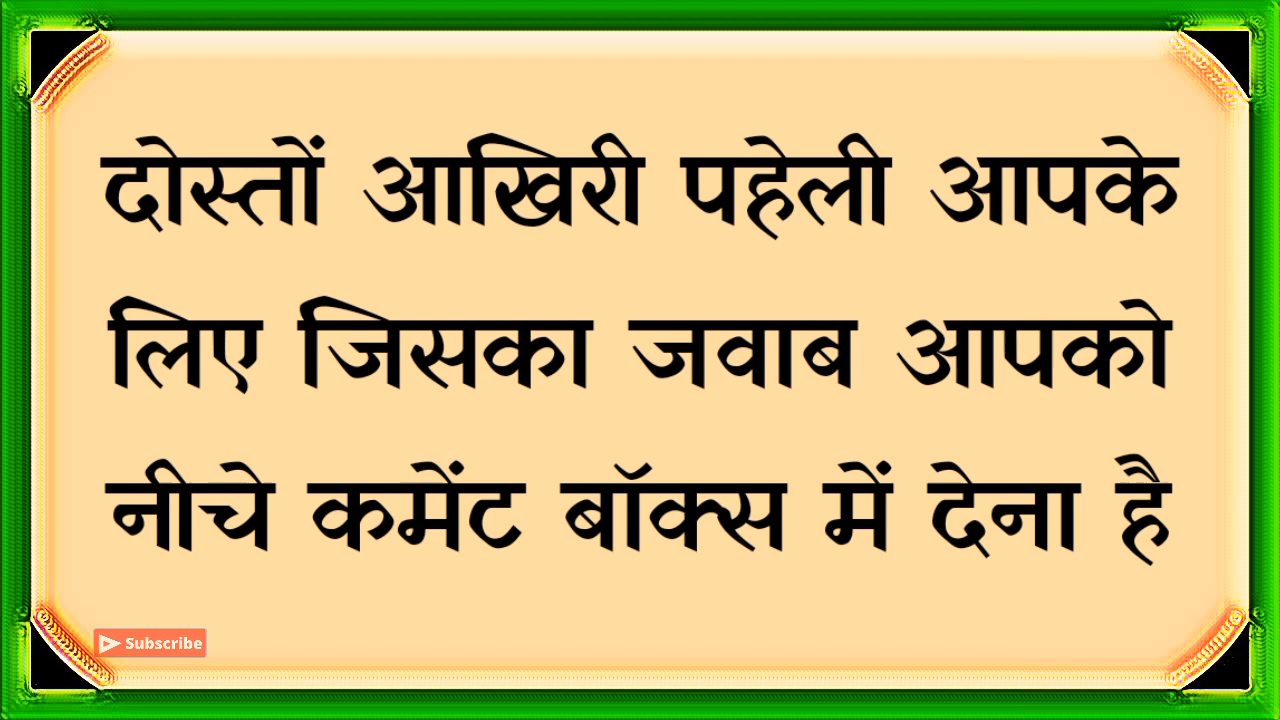 दोस्तों आखिरी पहेली आपके
लिए जिसका जवाब आपको
नीचे कमेंट बॉक्स में देना है
Subscribe